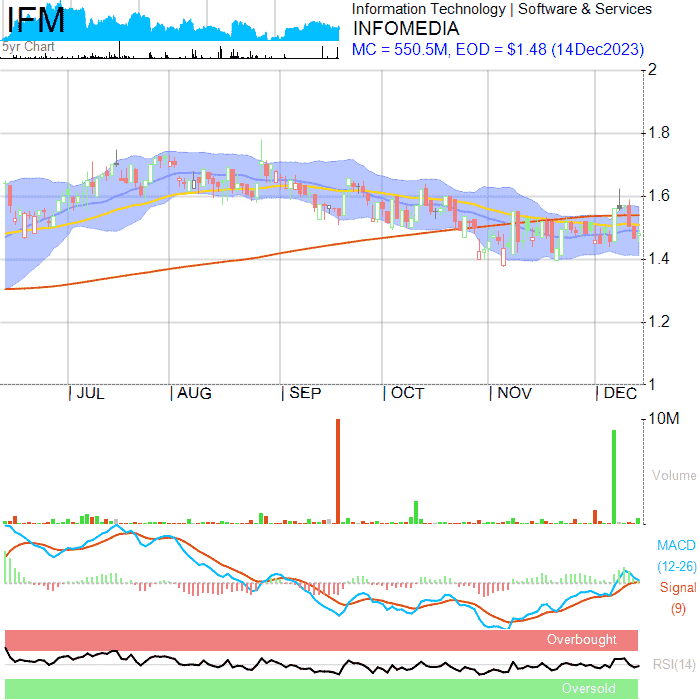 IFM
5yr Chart
Information Technology | Software & Services
INFOMEDIA
MC = 550.5M, EOD = $1.48 (14Dec2023)
2
1.8
1.6
1.4
1.2
1
| JUL | AUG | SEP | OCT | NOV | DEC
10M
Volume
MACD
(12-26)
Signal
(9)
Overbought
RSI(14)
Oversold